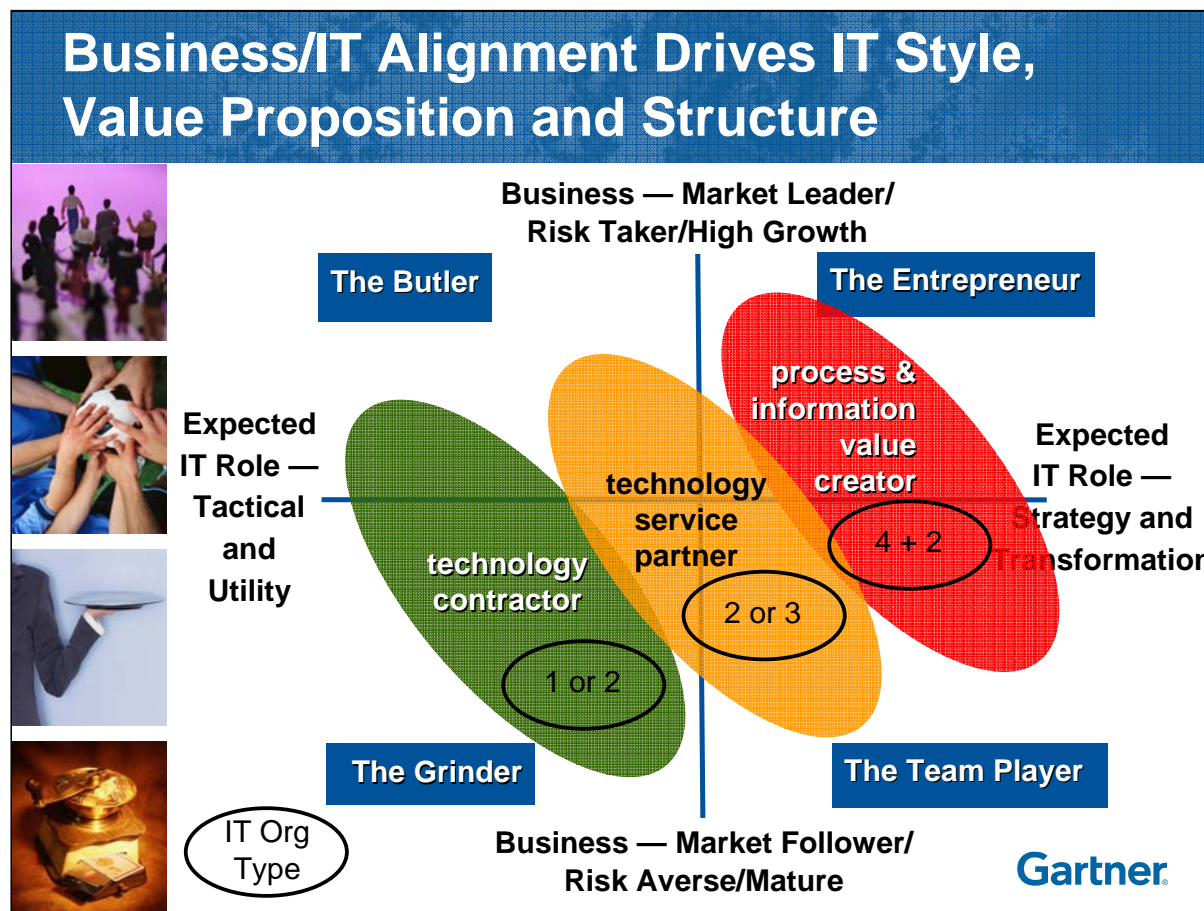 Business/IT Alignment Drives IT Style,
Value Proposition and Structure
Business — Market Leader/
Risk Taker/High Growth
The Butler
The Entrepreneur
process &
information
value
creator
Expected
IT Role —
Tactical
and
Utility
Expected
IT Role —
Strategy and
Transformation
technology
service
partner
4 + 2
technology
contractor
2 or 3
1 or 2
The Grinder
The Team Player
IT Org
Type
Business — Market Follower/
Risk Averse/Mature
Gartner®